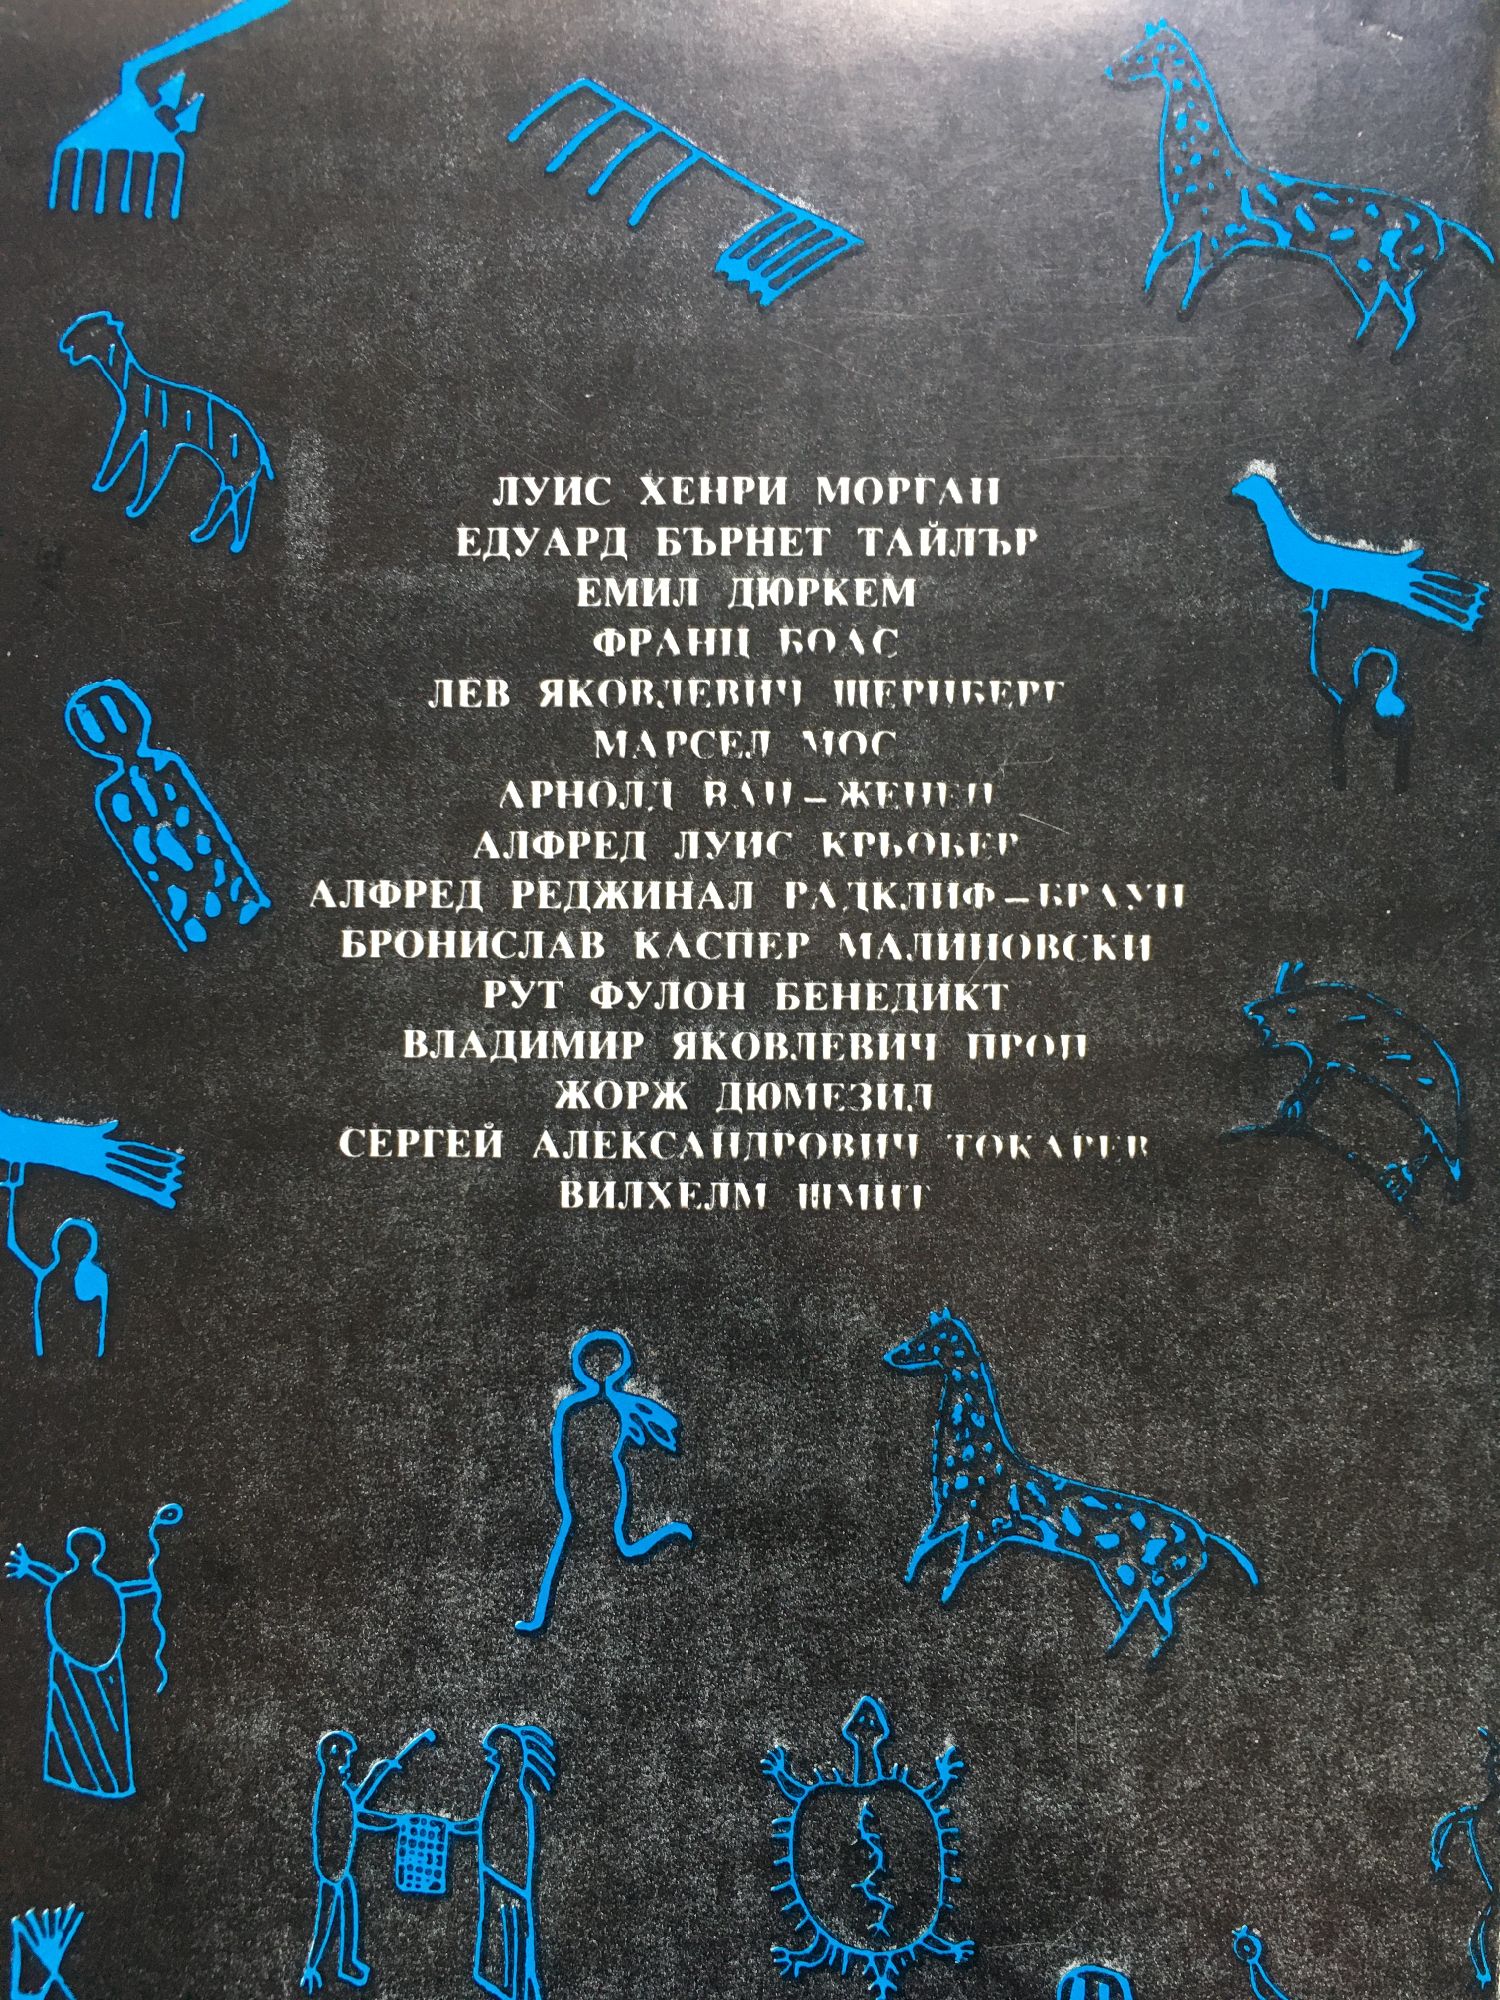 ЛУИС ХЕНРИ МОРГАН
ЕДУАРД БЪРНЕТ ТАЙЛЪР
ЕМИЛ ДЮРКЕМ
ФРАНЦ БОАС
ЛЕВ ЯКОВЛЕВИЧ ЩЕРНБЕРГ
МАРСЕЛ МОС
АРНОЛД ВАН-ЖЕНЕП
АЛФРЕД ЛУИС КРЬОБЕР
АЛФРЕД РЕДЖИНАЛ РАДКЛИФ-БРАУН
БРОНИСЛАВ КАСПЕР МАЛИНОВСКИ
РУТ ФУЛОН БЕНЕДИКТ
ВЛАДИМИР ЯКОВЛЕВИЧ ПРОП
ЖОРЖ ДЮМЕЗИЛ
СЕРГЕЙ АЛЕКСАНДРОВИЧ ТОКАРЕВ
ВИЛХЕЛМ ШМИТ